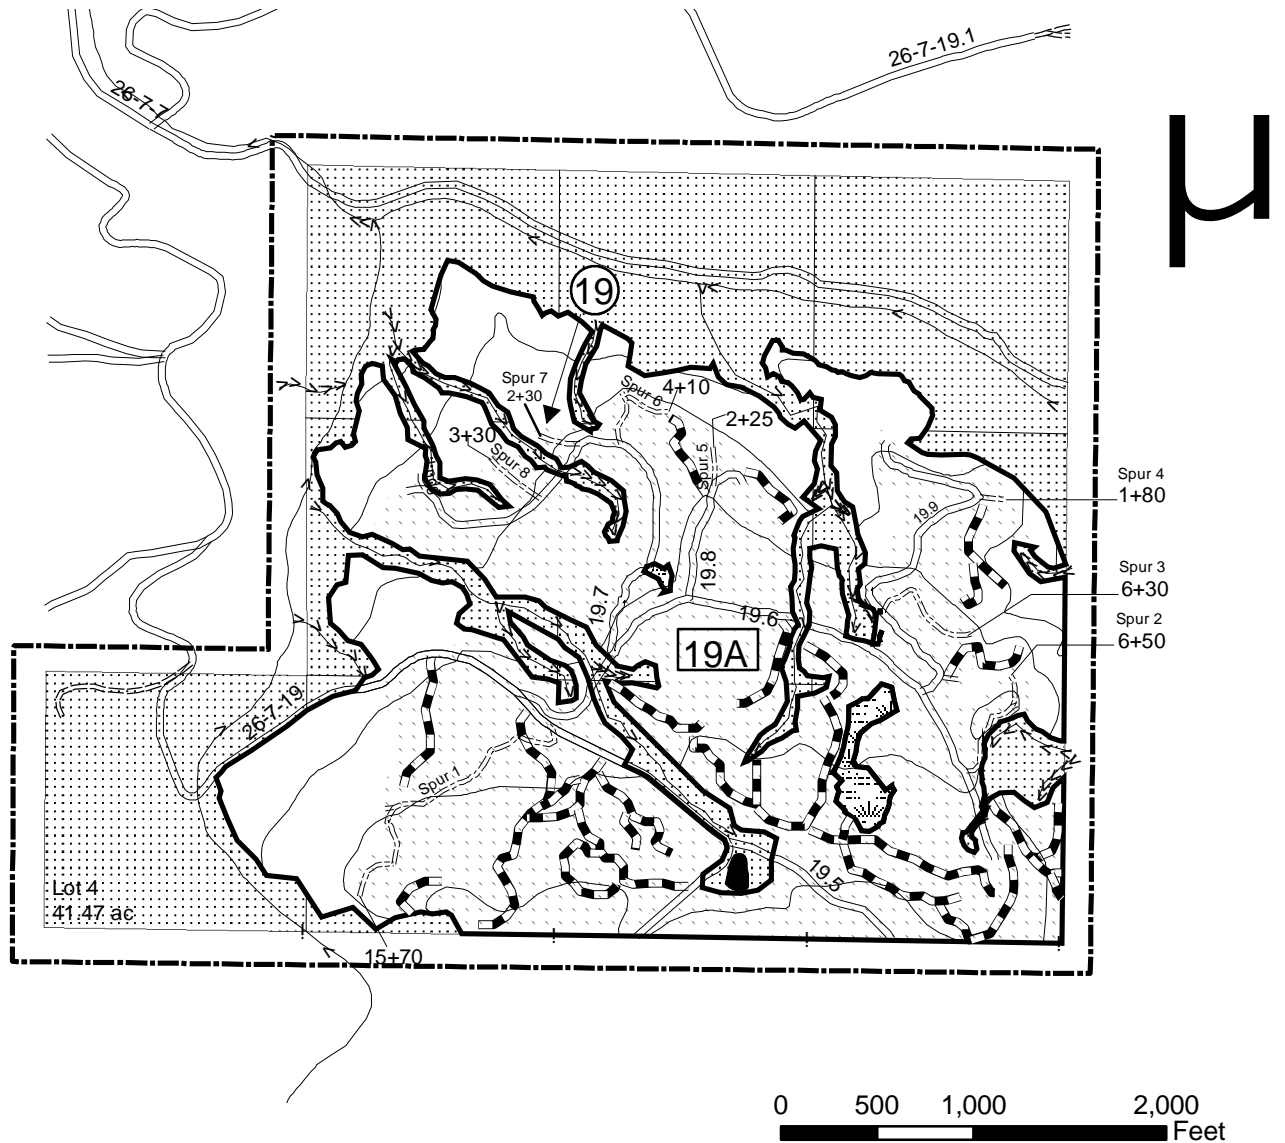 26-7-19.1
26-7-7
µ
19
Spur 7
2+30
Spur 6
4+10
2+25
3+30
Spur 8
Spur 5
Spur 4
1+80
19.9
19.8
Spur 3
6+30
19.7
19.6
Spur 2
6+50
19A
26-7-19
Spur 1
19.5
Lot 4
41.47 ac
15+70
0 500 1,000 2,000
Feet